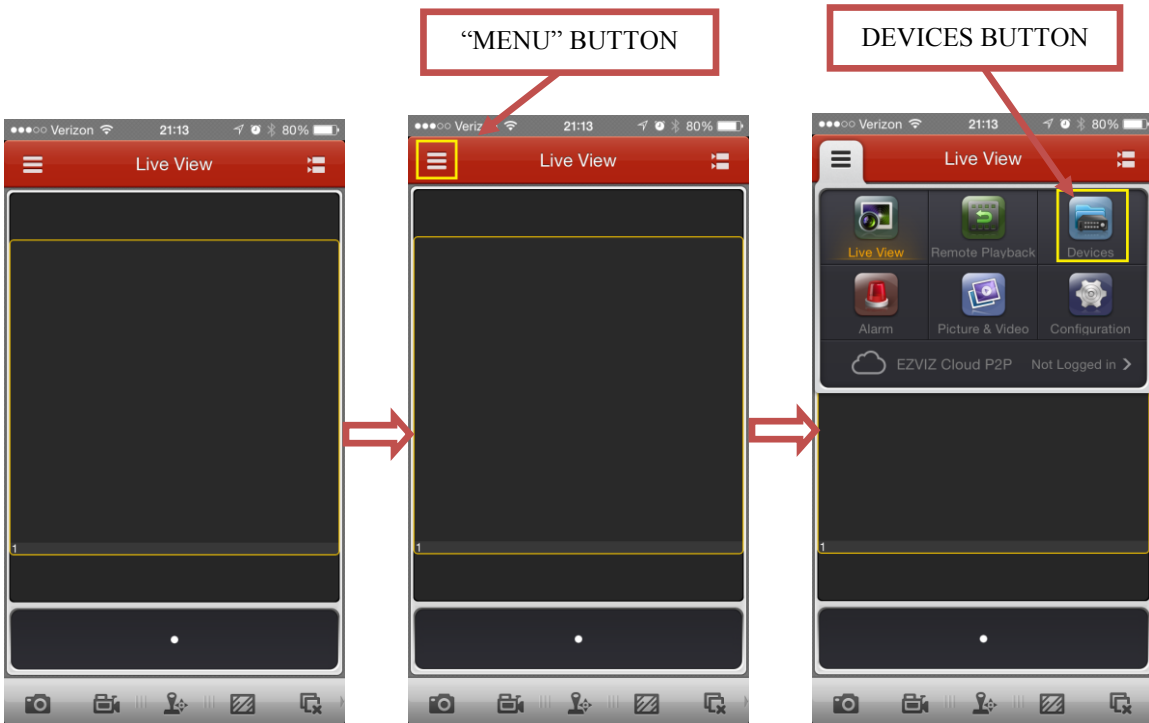 “MENU” BUTTON
DEVICES BUTTON
Verizon 21:13 80%
Live View
1
21:13 80%
Live View
1
Verizon 21:13 80%
Live View
Live View Remote Playback Devices
Alarm Picture & Video Configuration
EZVIZ Cloud P2P Not Logged in
1